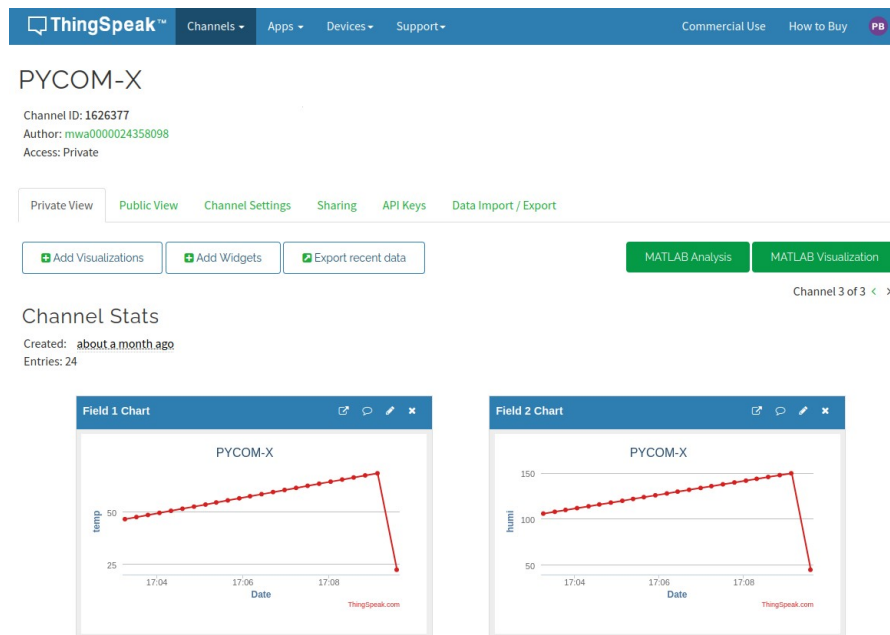 ThingSpeak™ Channels Apps Devices Support Commercial Use How to Buy PB
PYCOM-X
Channel ID: 1626377
Author: mwa0000024358098
Access: Private
Private View Public View Channel Settings Sharing API Keys Data Import / Export
Add Visualizations Add Widgets Export recent data MATLAB Analysis MATLAB Visualization
Channel 3 of 3 < >
Channel Stats
Created: about a month ago
Entries: 24
Field 1 Chart
PYCOM-X
temp
50
25
17:04 17:06 17:08
Date
ThingSpeak.com
Field 2 Chart
PYCOM-X
humi
150
100
50
17:04 17:06 17:08
Date
ThingSpeak.com